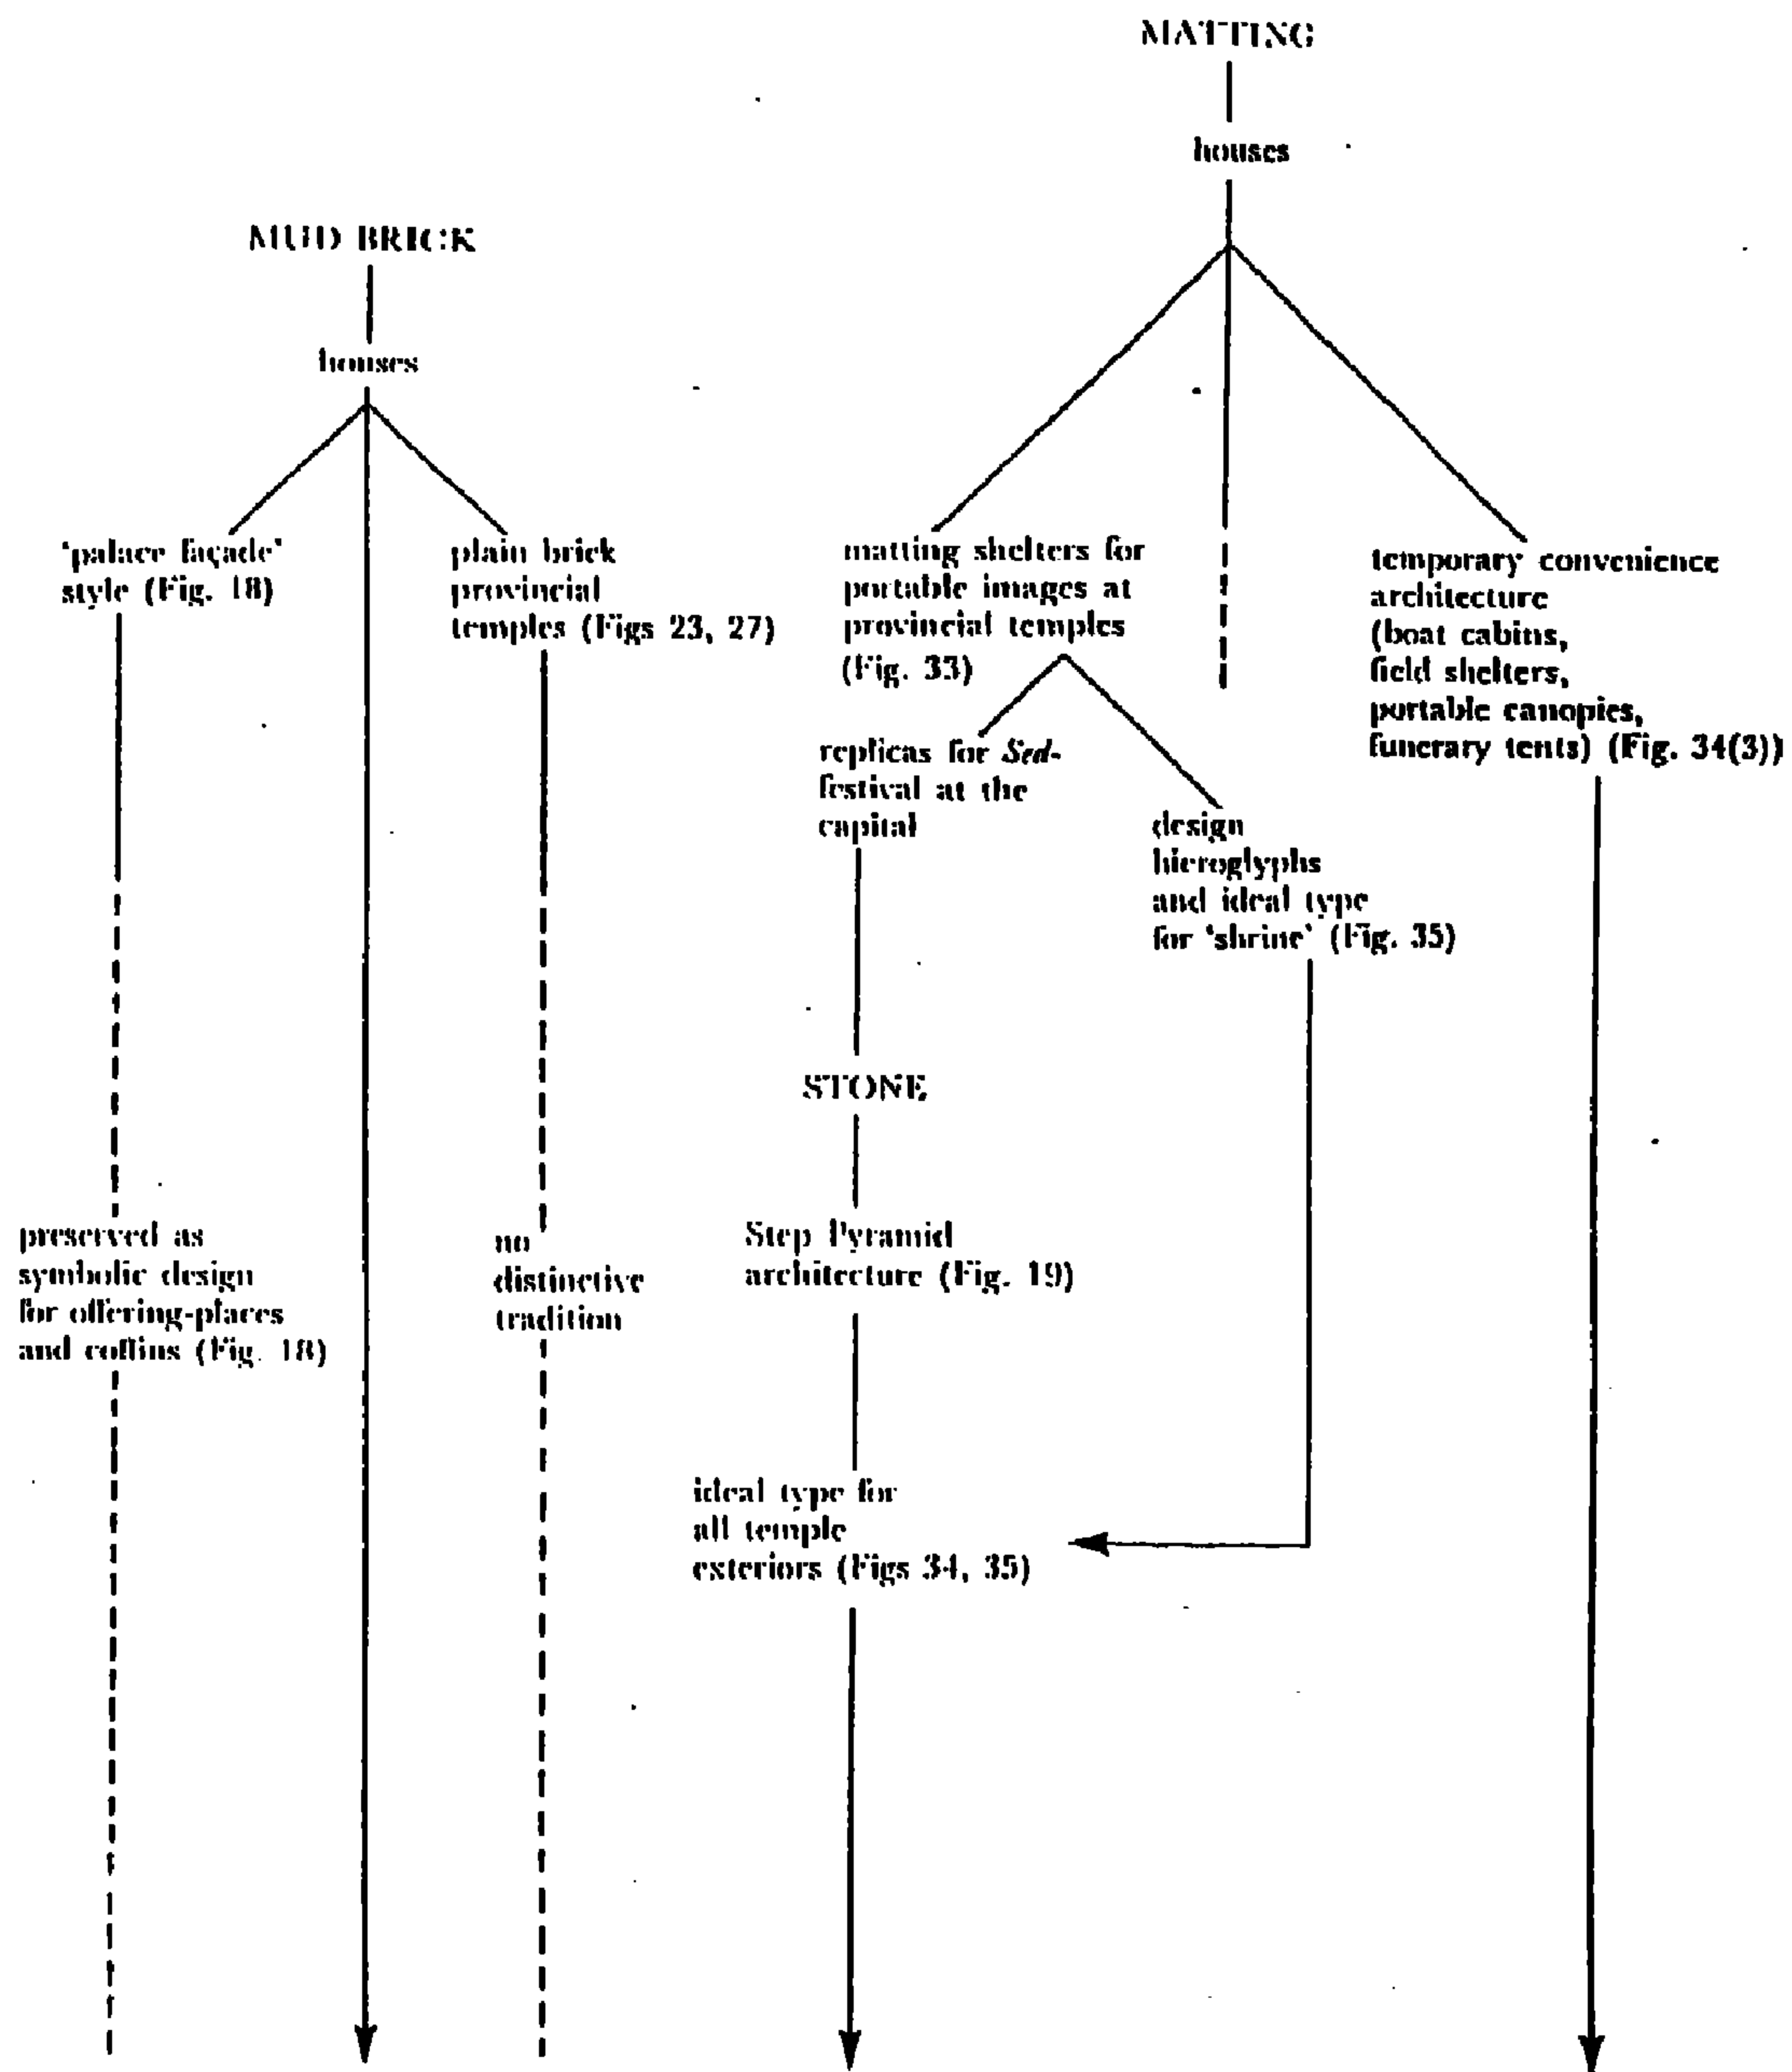 MATTING
houses
MUD BRICK
houses
'palace façade'
style (Fig. 18)
plain brick
provincial
temples (Figs 23, 27)
matting shelters for
portable images at
provincial temples
(Fig. 33)
temporary convenience
architecture
(boat cabins,
field shelters,
portable canopies,
funerary tents) (Fig. 34(3))
replicas for Sed-
festival at the
capital
design
hieroglyphs
and ideal type
for 'shrine' (Fig. 35)
STONE
preserved as
symbolic design
for offering-places
and coffins (Fig. 18)
no
distinctive
tradition
Step Pyramid
architecture (Fig. 19)
ideal type for
all temple
exteriors (Figs 34, 35)